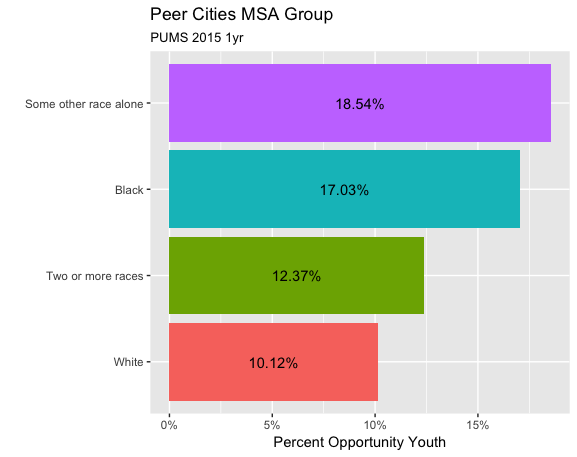 Peer Cities MSA Group
PUMS 2015 1yr
Some other race alone
18.54%
Black
17.03%
Two or more races
12.37%
White
10.12%
0% 5% 10% 15%
Percent Opportunity Youth